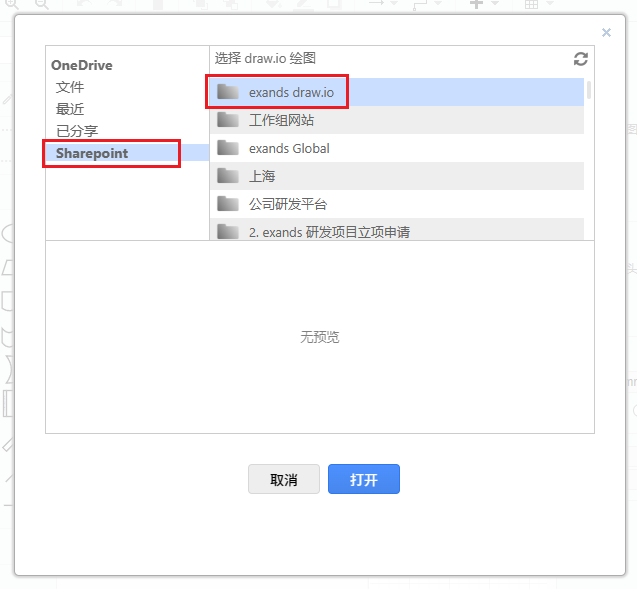 OneDrive
文件
最近
已分享
Sharepoint
选择 draw.io 绘图
exands draw.io
工作组网站
exands Global
上海
公司研发平台
2. exands 研发项目立项申请
无预览
取消
打开